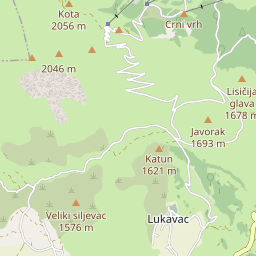 Kota
2056 m
Crni vrh
2046 m
Lisičija
glava
1678 m
Javorak
1693 m
Katun
1621 m
Veliki siljevac
1576 m
Lukavac